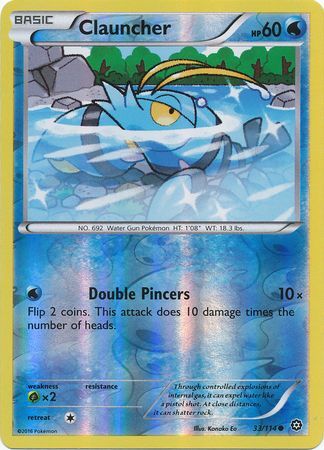 BASIC
Clauncher
HP60
NO. 692 Water Gun Pokémon HT: 1'08" WT: 18.3 lbs.
Double Pincers 10×
Flip 2 coins. This attack does 10 damage times the
number of heads.
weakness resistance
×2
retreat
Through controlled explosions of
internal gas, it can expel water like
a pistol shot. At close distances,
it can shatter rock.
©2016 Pokémon
Illus. Kanako Eo
33/114